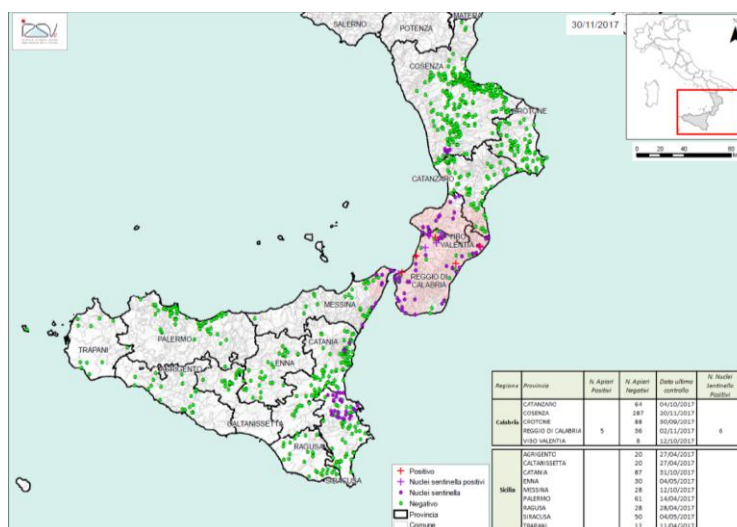 30/11/2017
SALERNO
POTENZA
MATERA
COSENZA
CROTONE
CATANZARO
VIBO
VALENTIA
REGGIO DI
CALABRIA
MESSINA
TRAPANI
PALERMO
CATANIA
ENNA
AGRIGENTO
CALTANISSETTA
RAGUSA
SIRACUSA
0 20 40 80
Regione Provincia N. Apiari Positivi N. Apiari Negativi Data ultimo controllo N. Nuclei Sentinella Positivi
Calabria
CATANZARO 64 04/10/2017
COSENZA 287 20/11/2017
CROTONE 88 30/09/2017
REGGIO DI CALABRIA 5 36 02/11/2017 6
VIBO VALENTIA 8 12/10/2017
Sicilia
AGRIGENTO 20 27/04/2017
CALTANISSETTA 20 27/04/2017
CATANIA 87 31/10/2017
ENNA 30 04/05/2017
MESSINA 28 12/10/2017
PALERMO 61 14/04/2017
RAGUSA 28 28/04/2017
SIRACUSA 50 04/05/2017
TRAPANI 12 11/04/2017
Positivo
Nuclei sentinella positivi
Nuclei sentinella
Negativo
Provincia
Comune